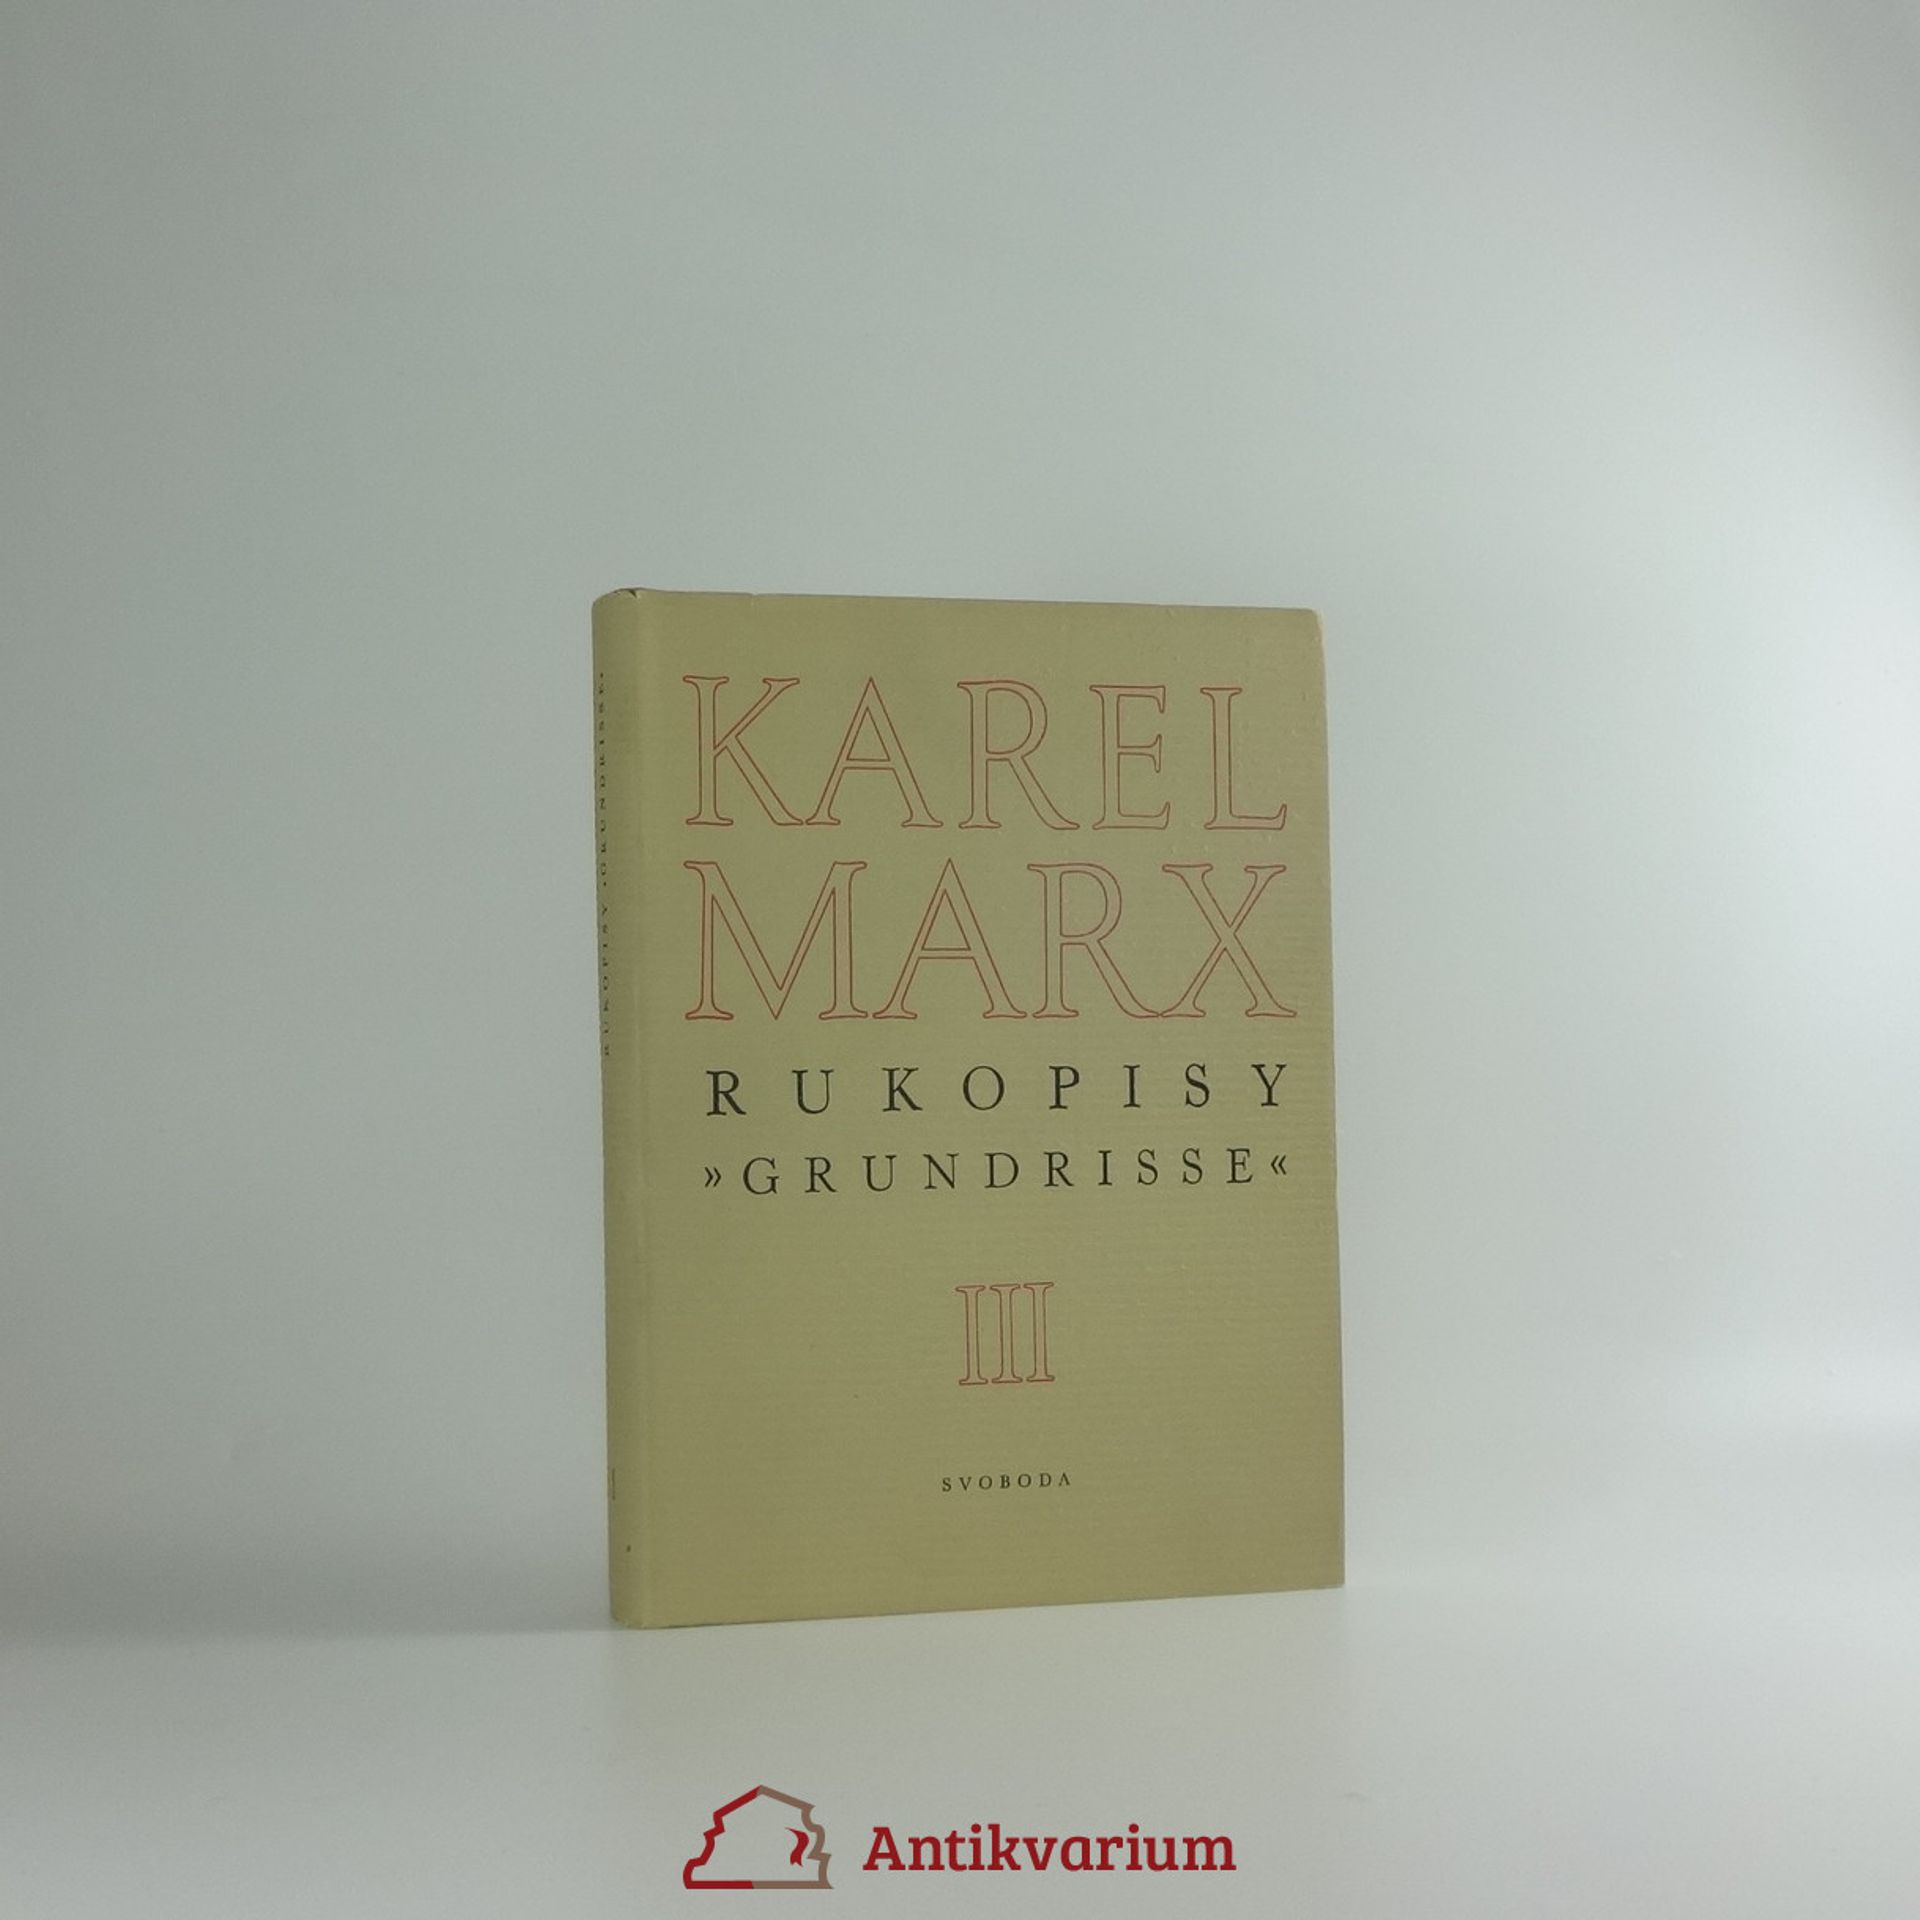 KAREL
MARX
RUKOPISY
»GRUNDRISSE«
III
SVOBODA
RUKOPISY »GRUNDRISSE«
Antikvarium